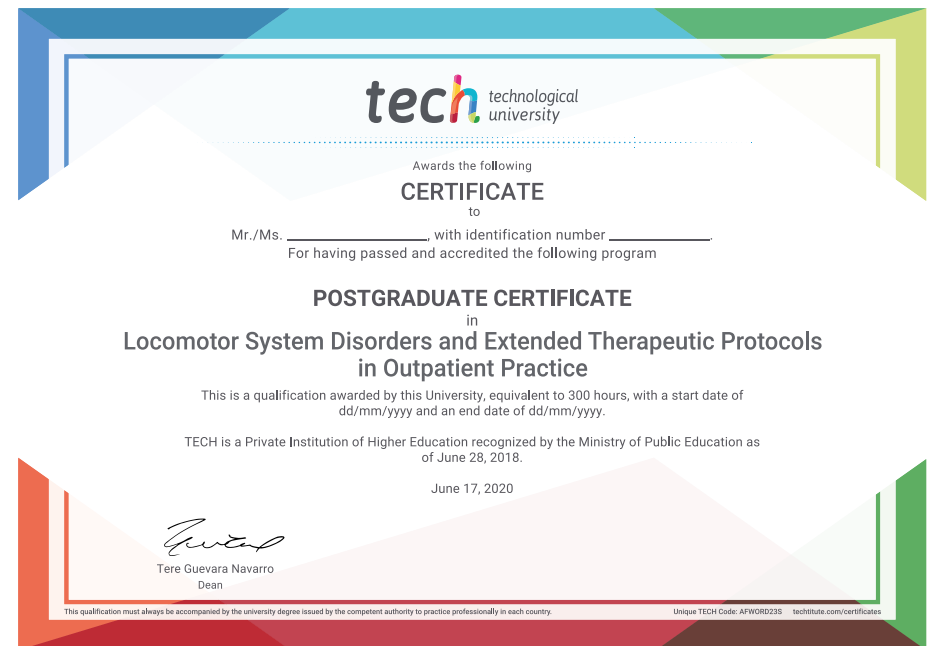 tech technological
university
Awards the following
CERTIFICATE
to
Mr./Ms. ____________________, with identification number ______________.
For having passed and accredited the following program
POSTGRADUATE CERTIFICATE
in
Locomotor System Disorders and Extended Therapeutic Protocols
in Outpatient Practice
This is a qualification awarded by this University, equivalent to 300 hours, with a start date of
dd/mm/yyyy and an end date of dd/mm/yyyy.
TECH is a Private Institution of Higher Education recognized by the Ministry of Public Education as
of June 28, 2018.
June 17, 2020
Tere Guevara Navarro
Dean
This qualification must always be accompanied by the university degree issued by the competent authority to practice professionally in each country.
Unique TECH Code: AFWORD23S techtitute.com/certificates